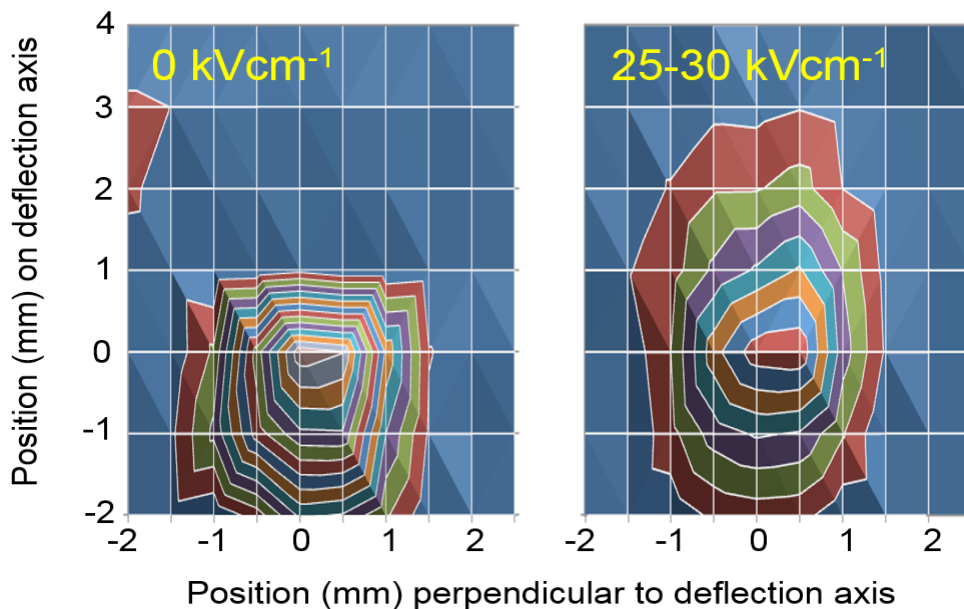 Position (mm) on deflection axis
4
3
2
1
0
-1
-2
0 kVcm⁻¹
25-30 kVcm⁻¹
-2 -1 0 1 2
-2 -1 0 1 2
Position (mm) perpendicular to deflection axis